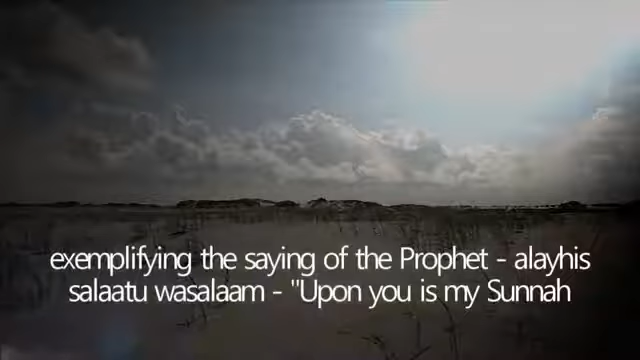 exemplifying the saying of the Prophet - alayhis
salaatu wasalaam - "Upon you is my Sunnah